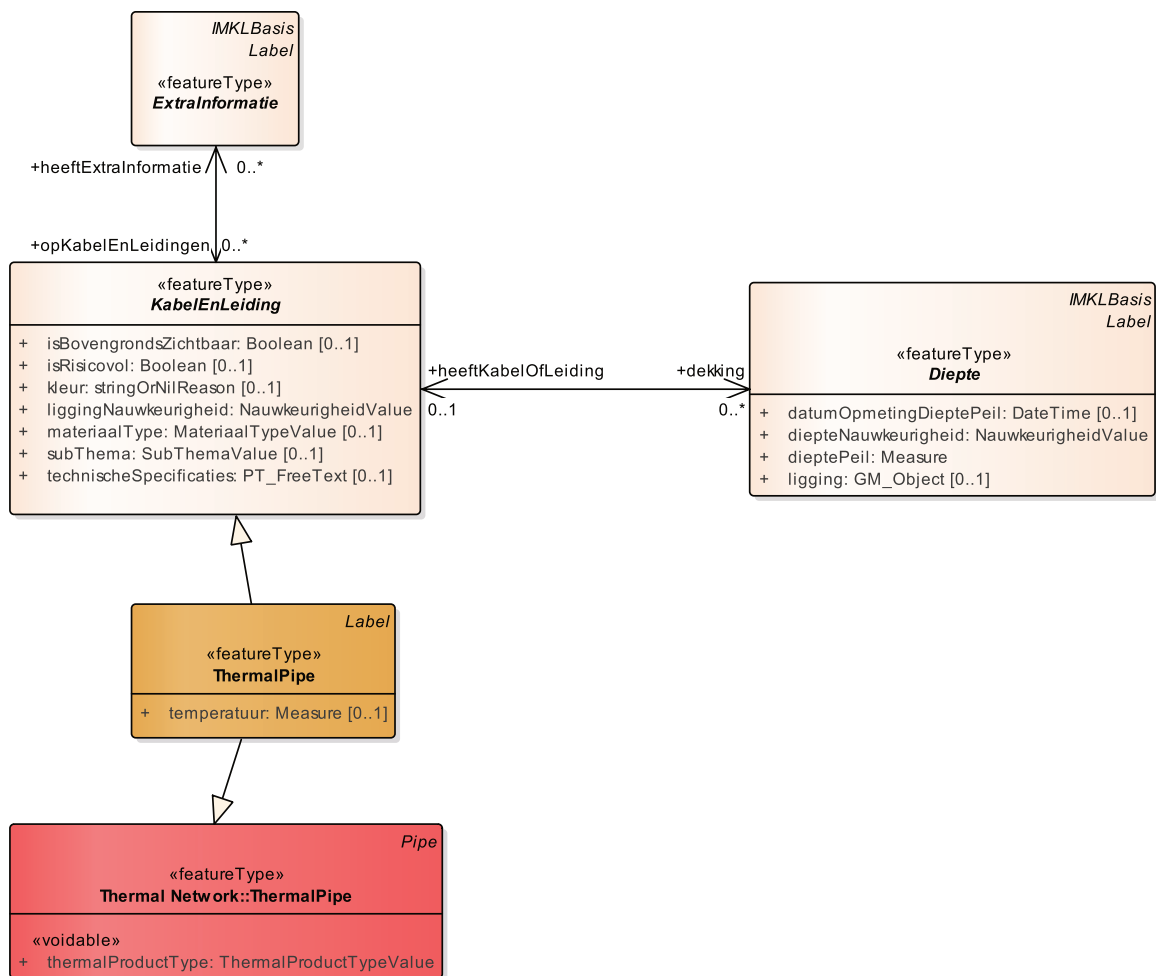 IMKLBasis
Label
«featureType»
ExtraInformatie
+heeftExtraInformatie 0..*
+opKabelEnLeidingen 0..*
«featureType»
KabelEnLeiding
+ isBovengrondsZichtbaar: Boolean [0..1]
+ isRisicovol: Boolean [0..1]
+ kleur: stringOrNilReason [0..1]
+ liggingNauwkeurigheid: NauwkeurigheidValue
+ materiaalType: MateriaalTypeValue [0..1]
+ subThema: SubThemaValue [0..1]
+ technischeSpecificaties: PT_FreeText [0..1]
+heeftKabelOfLeiding +dekking
0..1 0..*
IMKLBasis
Label
«featureType»
Diepte
+ datumOpmetingDieptePeil: DateTime [0..1]
+ diepteNauwkeurigheid: NauwkeurigheidValue
+ dieptePeil: Measure
+ ligging: GM_Object [0..1]
Label
«featureType»
ThermalPipe
+ temperatuur: Measure [0..1]
Pipe
«featureType»
Thermal Network::ThermalPipe
«voidable»
+ thermalProductType: ThermalProductTypeValue